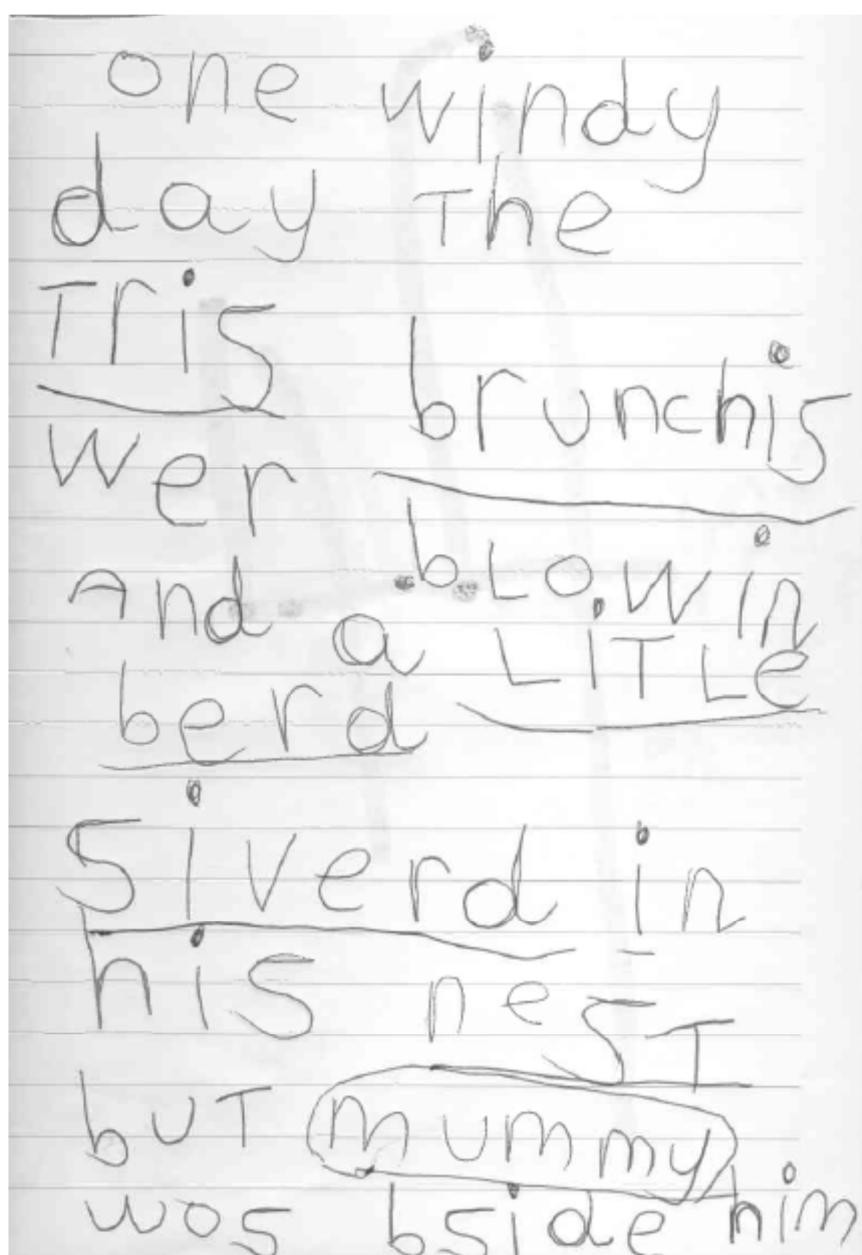 one windy
day The
Tris brunchis
wer blowin
And a LiTLe
berd
siverd in
his nesT
buT mummy
wos bside him